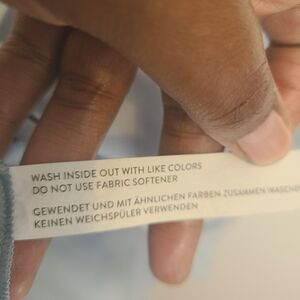 WASH INSIDE OUT WITH LIKE COLORS
DO NOT USE FABRIC SOFTENER
GEWENDET UND MIT ÄHNLICHEN FARBEN ZUSAMMEN WASCHEN
KEINEN WEICHSPÜLER VERWENDEN